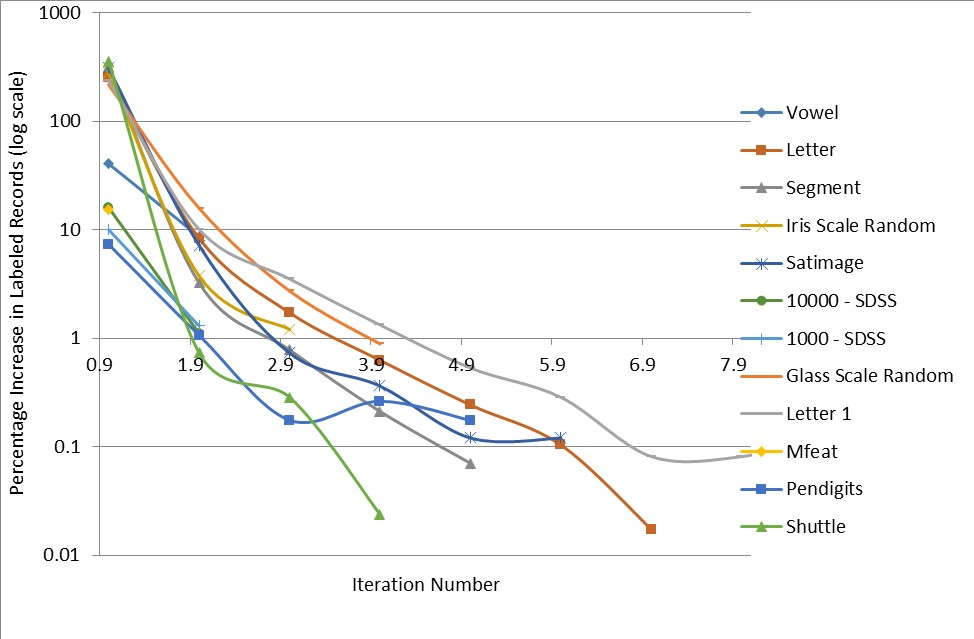 1000
100
10
1
0.1
0.01
0.9 1.9 2.9 3.9 4.9 5.9 6.9 7.9
Percentage Increase in Labeled Records (log scale)
Iteration Number
Vowel
Letter
Segment
Iris Scale Random
Satimage
10000 - SDSS
1000 - SDSS
Glass Scale Random
Letter 1
Mfeat
Pendigits
Shuttle